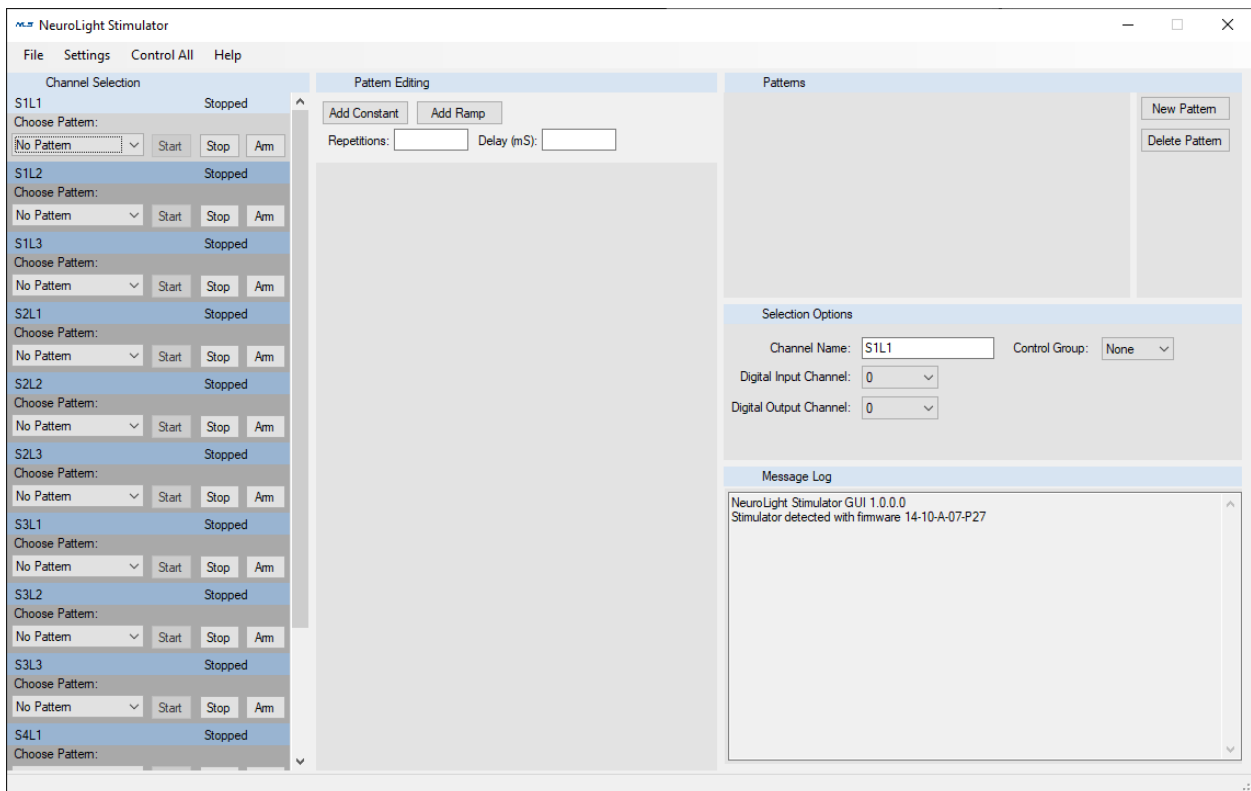 NLS NeuroLight Stimulator
File Settings Control All Help
Channel Selection
S1L1 Stopped
Choose Pattern:
No Pattern Start Stop Arm
S1L2 Stopped
Choose Pattern:
No Pattern Start Stop Arm
S1L3 Stopped
Choose Pattern:
No Pattern Start Stop Arm
S2L1 Stopped
Choose Pattern:
No Pattern Start Stop Arm
S2L2 Stopped
Choose Pattern:
No Pattern Start Stop Arm
S2L3 Stopped
Choose Pattern:
No Pattern Start Stop Arm
S3L1 Stopped
Choose Pattern:
No Pattern Start Stop Arm
S3L2 Stopped
Choose Pattern:
No Pattern Start Stop Arm
S3L3 Stopped
Choose Pattern:
No Pattern Start Stop Arm
S4L1 Stopped
Choose Pattern:
Pattern Editing
Add Constant Add Ramp
Repetitions: Delay (mS):
Patterns
New Pattern
Delete Pattern
Selection Options
Channel Name: S1L1 Control Group: None
Digital Input Channel: 0
Digital Output Channel: 0
Message Log
NeuroLight Stimulator GUI 1.0.0.0
Stimulator detected with firmware 14-10-A-07-P27